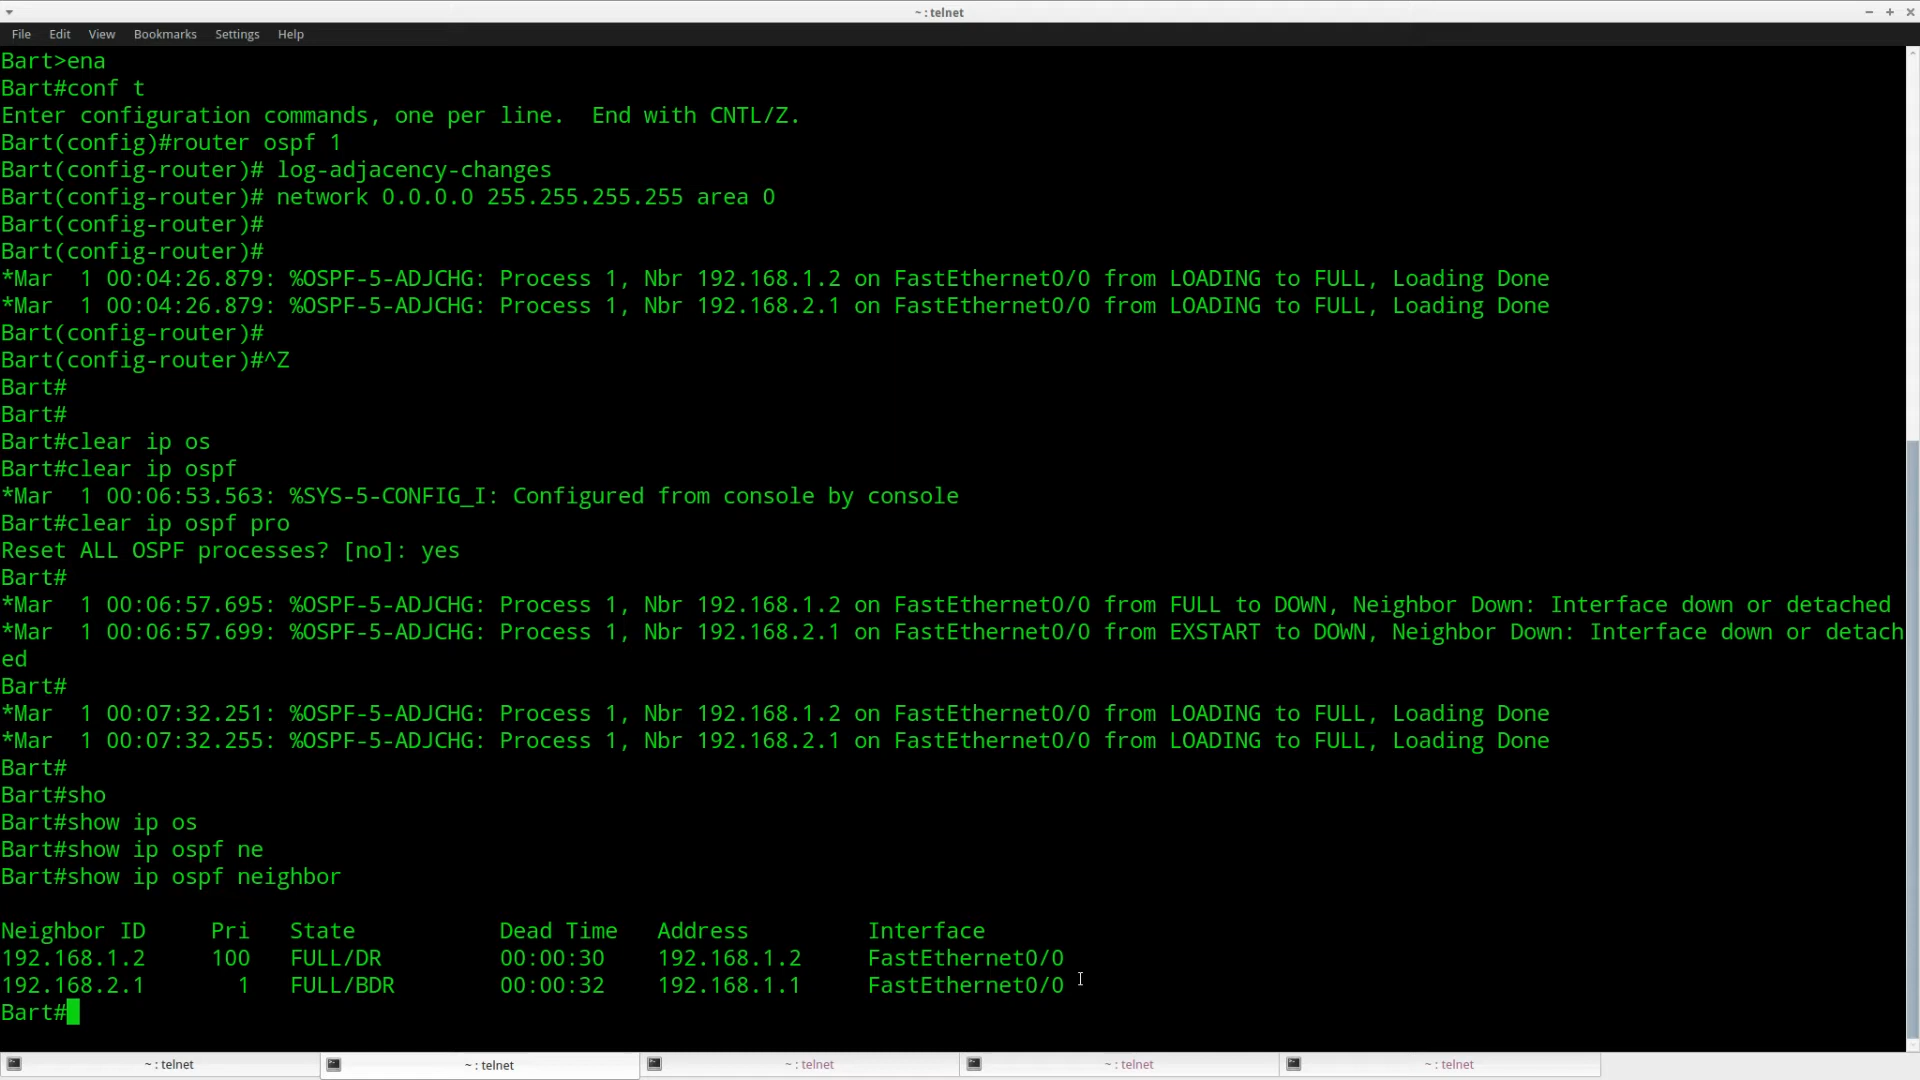 ~ : telnet
File Edit View Bookmarks Settings Help
Bart>ena
Bart#conf t
Enter configuration commands, one per line.  End with CNTL/Z.
Bart(config)#router ospf 1
Bart(config-router)# log-adjacency-changes
Bart(config-router)# network 0.0.0.0 255.255.255.255 area 0
Bart(config-router)#
Bart(config-router)#
*Mar  1 00:04:26.879: %OSPF-5-ADJCHG: Process 1, Nbr 192.168.1.2 on FastEthernet0/0 from LOADING to FULL, Loading Done
*Mar  1 00:04:26.879: %OSPF-5-ADJCHG: Process 1, Nbr 192.168.2.1 on FastEthernet0/0 from LOADING to FULL, Loading Done
Bart(config-router)#
Bart(config-router)#^Z
Bart#
Bart#
Bart#clear ip os
Bart#clear ip ospf
*Mar  1 00:06:53.563: %SYS-5-CONFIG_I: Configured from console by console
Bart#clear ip ospf pro
Reset ALL OSPF processes? [no]: yes
Bart#
*Mar  1 00:06:57.695: %OSPF-5-ADJCHG: Process 1, Nbr 192.168.1.2 on FastEthernet0/0 from FULL to DOWN, Neighbor Down: Interface down or detached
*Mar  1 00:06:57.699: %OSPF-5-ADJCHG: Process 1, Nbr 192.168.2.1 on FastEthernet0/0 from EXSTART to DOWN, Neighbor Down: Interface down or detach
ed
Bart#
*Mar  1 00:07:32.251: %OSPF-5-ADJCHG: Process 1, Nbr 192.168.1.2 on FastEthernet0/0 from LOADING to FULL, Loading Done
*Mar  1 00:07:32.255: %OSPF-5-ADJCHG: Process 1, Nbr 192.168.2.1 on FastEthernet0/0 from LOADING to FULL, Loading Done
Bart#
Bart#sho
Bart#show ip os
Bart#show ip ospf ne
Bart#show ip ospf neighbor
Neighbor ID     Pri   State           Dead Time   Address         Interface
192.168.1.2     100   FULL/DR         00:00:30    192.168.1.2     FastEthernet0/0
192.168.2.1       1   FULL/BDR        00:00:32    192.168.1.1     FastEthernet0/0
Bart#
~ : telnet ~ : telnet ~ : telnet ~ : telnet ~ : telnet